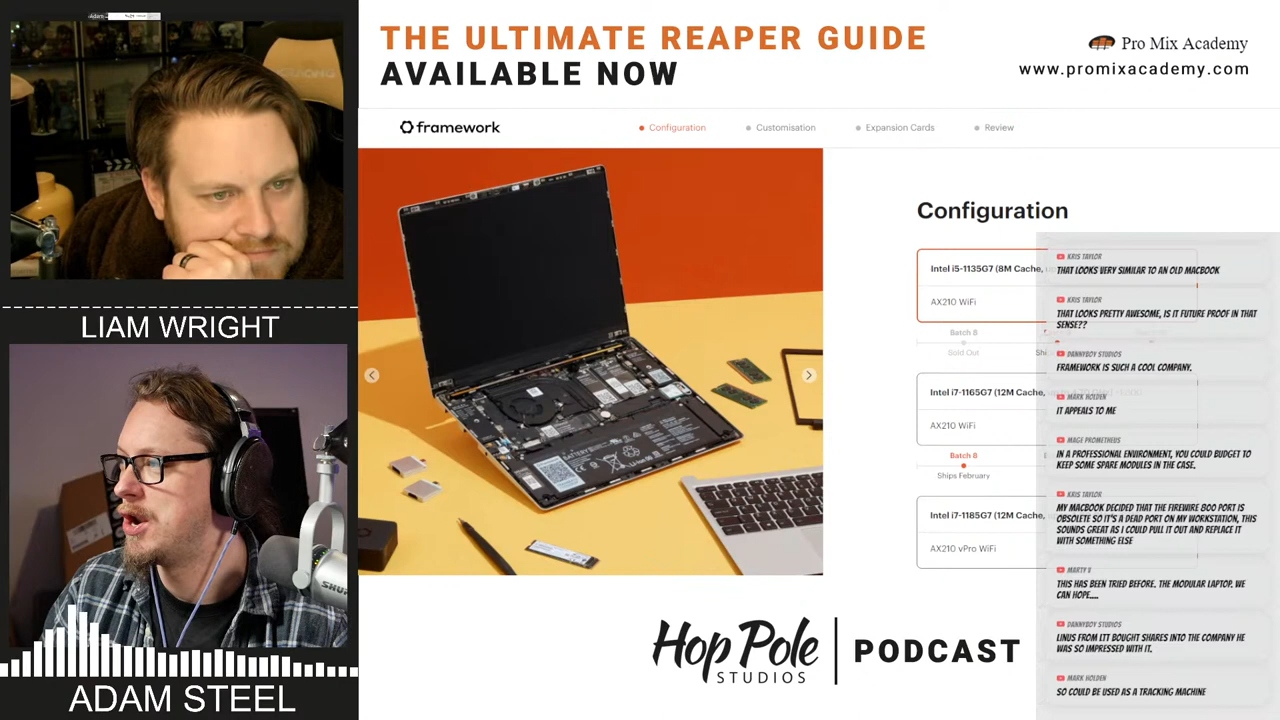 LIAM WRIGHT
ADAM STEEL
THE ULTIMATE REAPER GUIDE
AVAILABLE NOW
Pro Mix Academy
www.promixacademy.com
framework
Configuration
Customisation
Expansion Cards
Review
Configuration
Intel i5-1135G7 (8M Cache,
AX210 WiFi
Batch 8
Sold Out
Intel i7-1165G7 (12M Cache,
AX210 WiFi
Batch 8
Ships February
Intel i7-1185G7 (12M Cache,
AX210 vPro WiFi
KRIS TAYLOR
THAT LOOKS VERY SIMILAR TO AN OLD MACBOOK
KRIS TAYLOR
THAT LOOKS PRETTY AWESOME, IS IT FUTURE PROOF IN THAT
SENSE??
DANNYBOY STUDIOS
FRAMEWORK IS SUCH A COOL COMPANY.
MARK HOLDEN
IT APPEALS TO ME
MAGE PROMETHEUS
IN A PROFESSIONAL ENVIRONMENT, YOU COULD BUDGET TO
KEEP SOME SPARE MODULES IN THE CASE.
KRIS TAYLOR
MY MACBOOK DECIDED THAT THE FIREWIRE 800 PORT IS
OBSOLETE SO IT'S A DEAD PORT ON MY WORKSTATION, THIS
SOUNDS GREAT AS I COULD PULL IT OUT AND REPLACE IT
WITH SOMETHING ELSE
MARTY V
THIS HAS BEEN TRIED BEFORE. THE MODULAR LAPTOP. WE
CAN HOPE....
DANNYBOY STUDIOS
LINUS FROM LTT BOUGHT SHARES INTO THE COMPANY HE
WAS SO IMPRESSED WITH IT.
MARK HOLDEN
SO COULD BE USED AS A TRACKING MACHINE
Hop Pole
STUDIOS
PODCAST